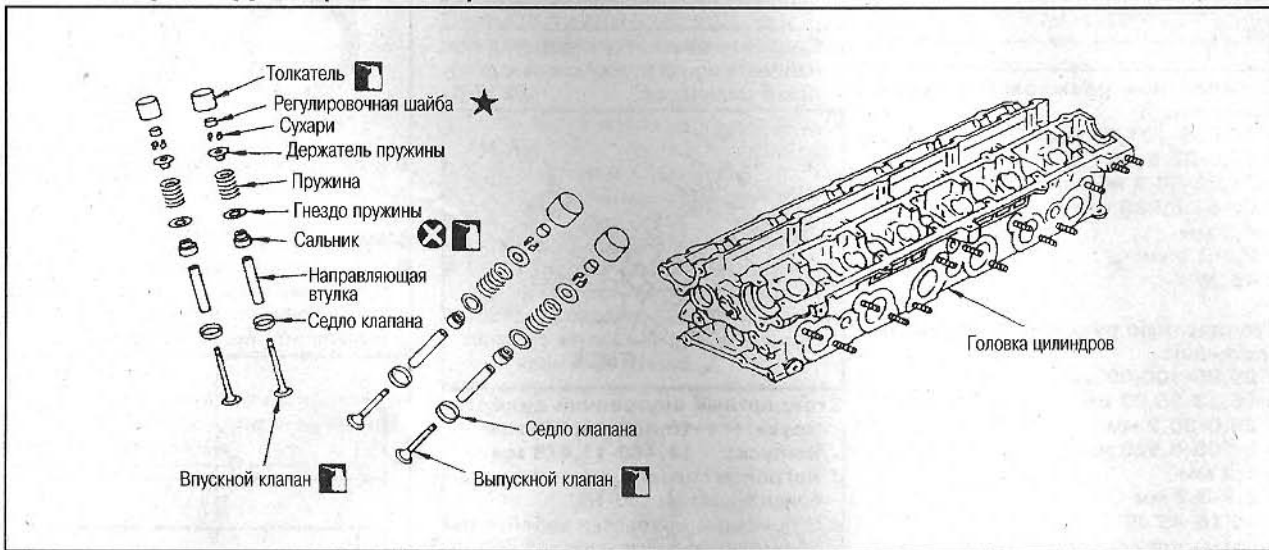 Толкатель
Регулировочная шайба
Сухари
Держатель пружины
Пружина
Гнездо пружины
Сальник
Направляющая
втулка
Седло клапана
Головка цилиндров
Седло клапана
Впускной клапан
Выпускной клапан